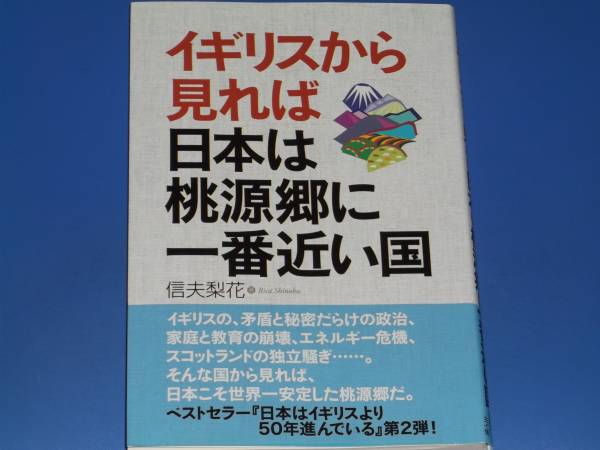 イギリスから
見れば
日本は
桃源郷に
一番近い国
信夫梨花 Rica Shinobu
イギリスの、矛盾と秘密だらけの政治、
家庭と教育の崩壊、エネルギー危機、
スコットランドの独立騒ぎ……。
そんな国から見れば、
日本こそ世界一安定した桃源郷だ。
ベストセラー『日本はイギリスより
50年進んでいる』第2弾!